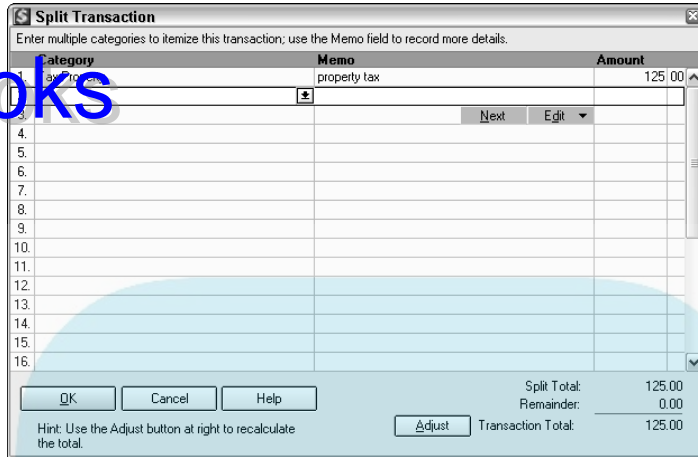 Split Transaction
Enter multiple categories to itemize this transaction; use the Memo field to record more details.
Category Memo Amount
1. property tax 125 00
oks
3. Next Edit
4.
5.
6.
7.
8.
9.
10.
11.
12.
13.
14.
15.
16.
Split Total: 125.00
OK Cancel Help Remainder: 0.00
Adjust Transaction Total: 125.00
Hint: Use the Adjust button at right to recalculate
the total.